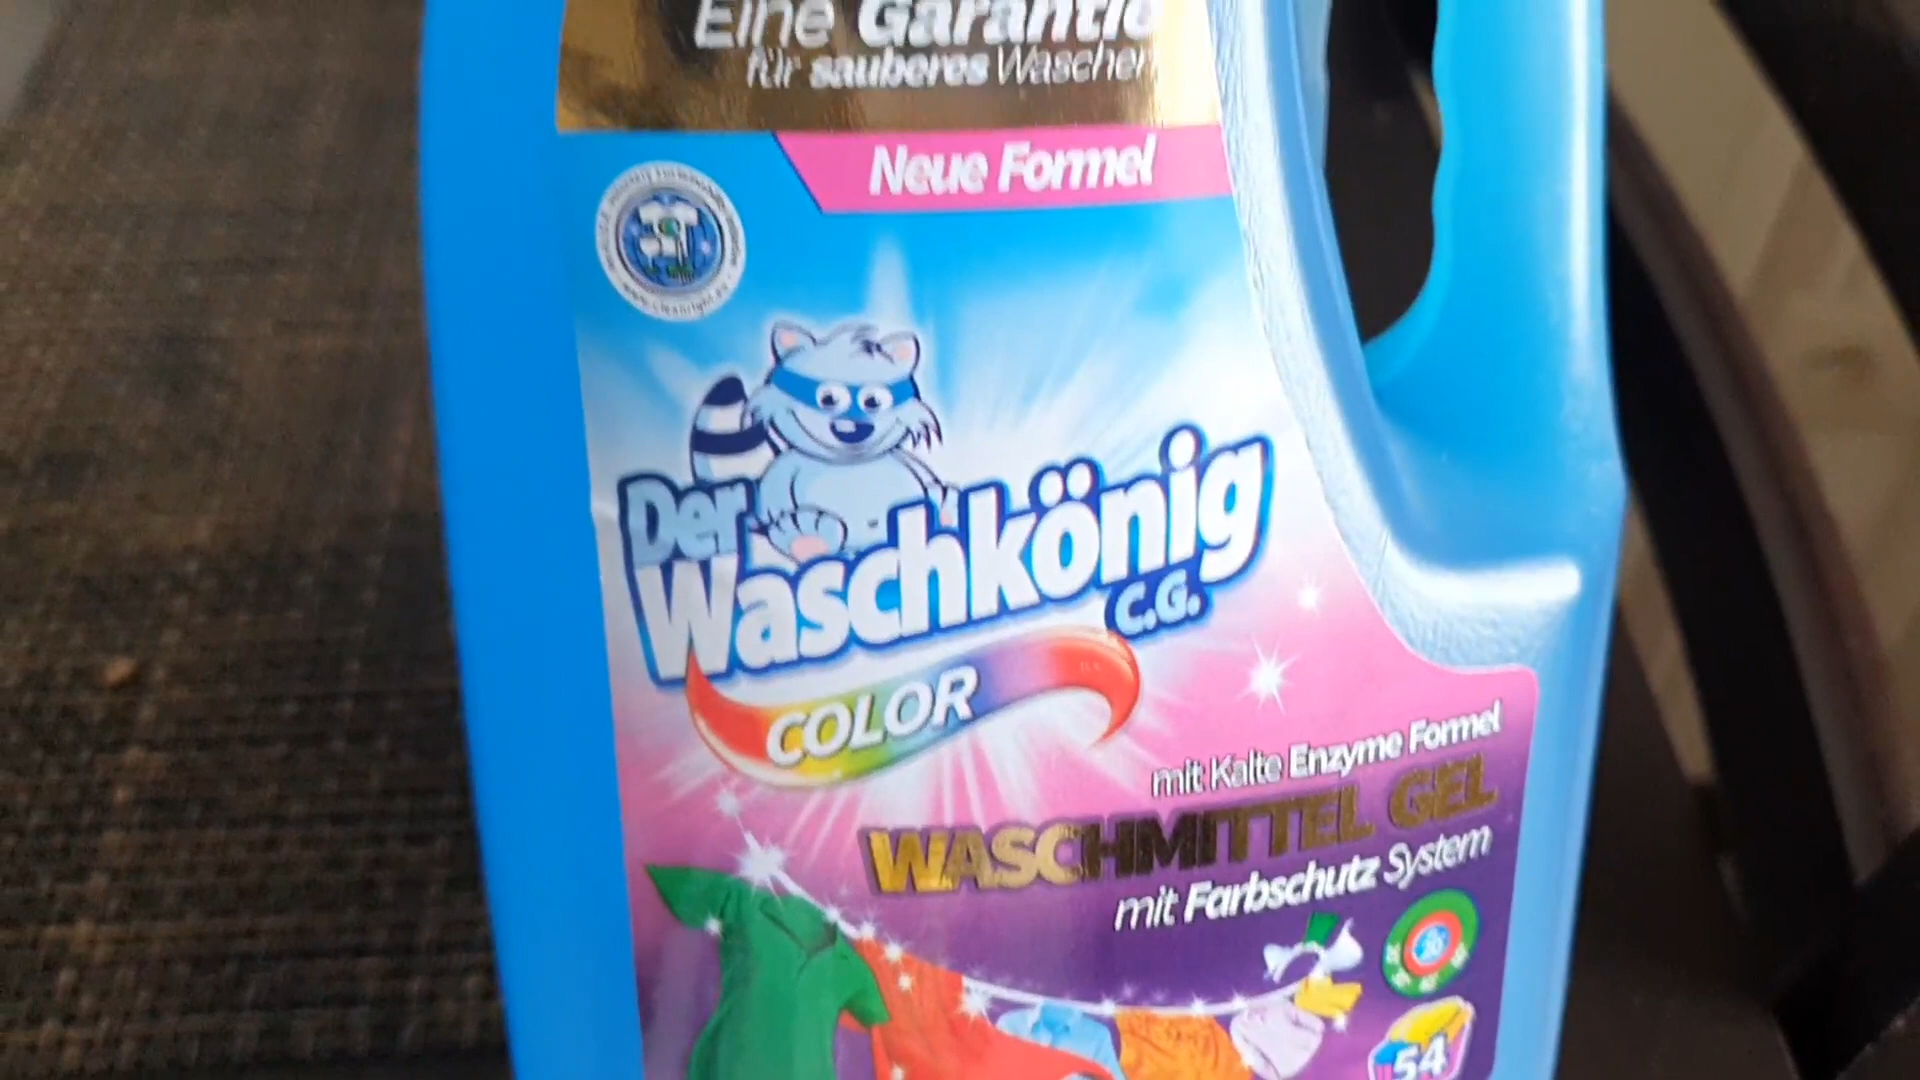 Eine Garantie
für sauberes Waschen
Neue Formel
Der
Waschkönig
C.G.
COLOR
mit Kalte Enzyme Formel
WASCHMITTEL GEL
mit Farbschutz System
54